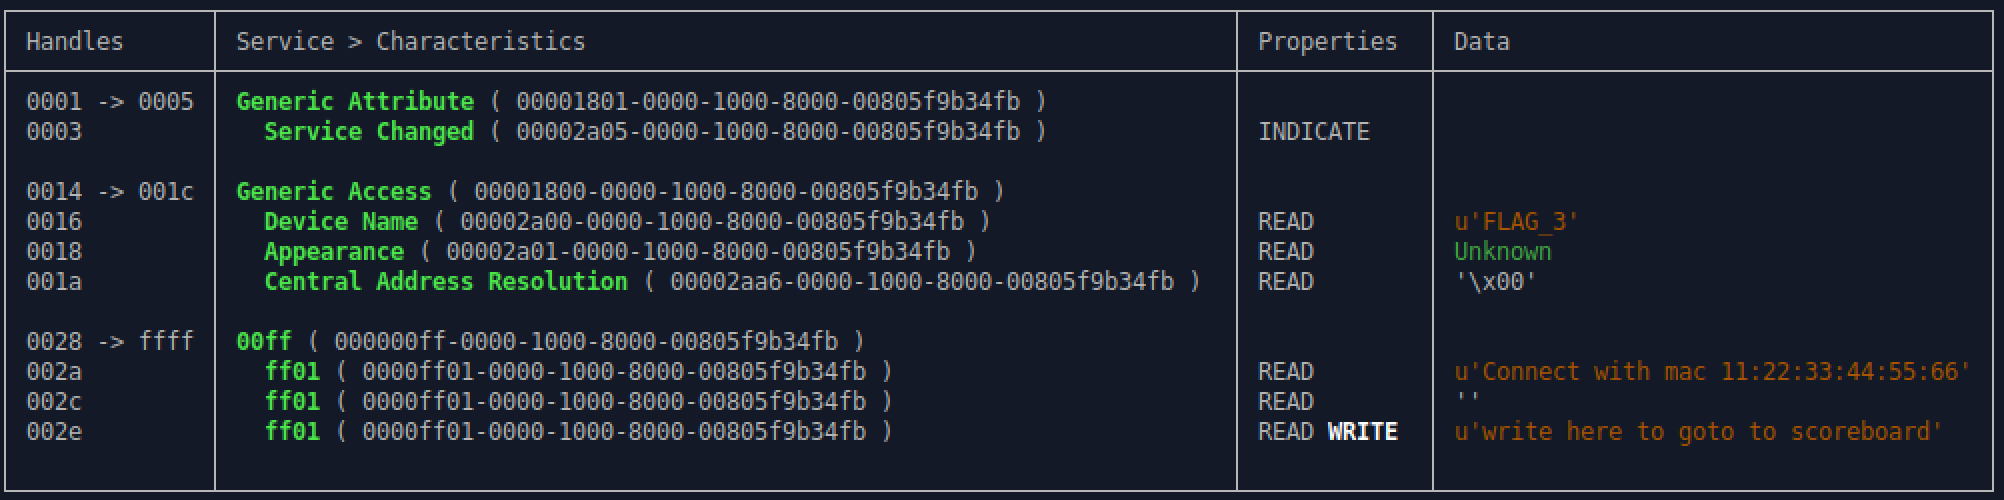 Handles Service > Characteristics Properties Data
0001 -> 0005 Generic Attribute ( 00001801-0000-1000-8000-00805f9b34fb )
0003 Service Changed ( 00002a05-0000-1000-8000-00805f9b34fb ) INDICATE
0014 -> 001c Generic Access ( 00001800-0000-1000-8000-00805f9b34fb )
0016 Device Name ( 00002a00-0000-1000-8000-00805f9b34fb ) READ u'FLAG_3'
0018 Appearance ( 00002a01-0000-1000-8000-00805f9b34fb ) READ Unknown
001a Central Address Resolution ( 00002aa6-0000-1000-8000-00805f9b34fb ) READ '\x00'
0028 -> ffff 00ff ( 000000ff-0000-1000-8000-00805f9b34fb )
002a ff01 ( 0000ff01-0000-1000-8000-00805f9b34fb ) READ u'Connect with mac 11:22:33:44:55:66'
002c ff01 ( 0000ff01-0000-1000-8000-00805f9b34fb ) READ ''
002e ff01 ( 0000ff01-0000-1000-8000-00805f9b34fb ) READ WRITE u'write here to goto to scoreboard'